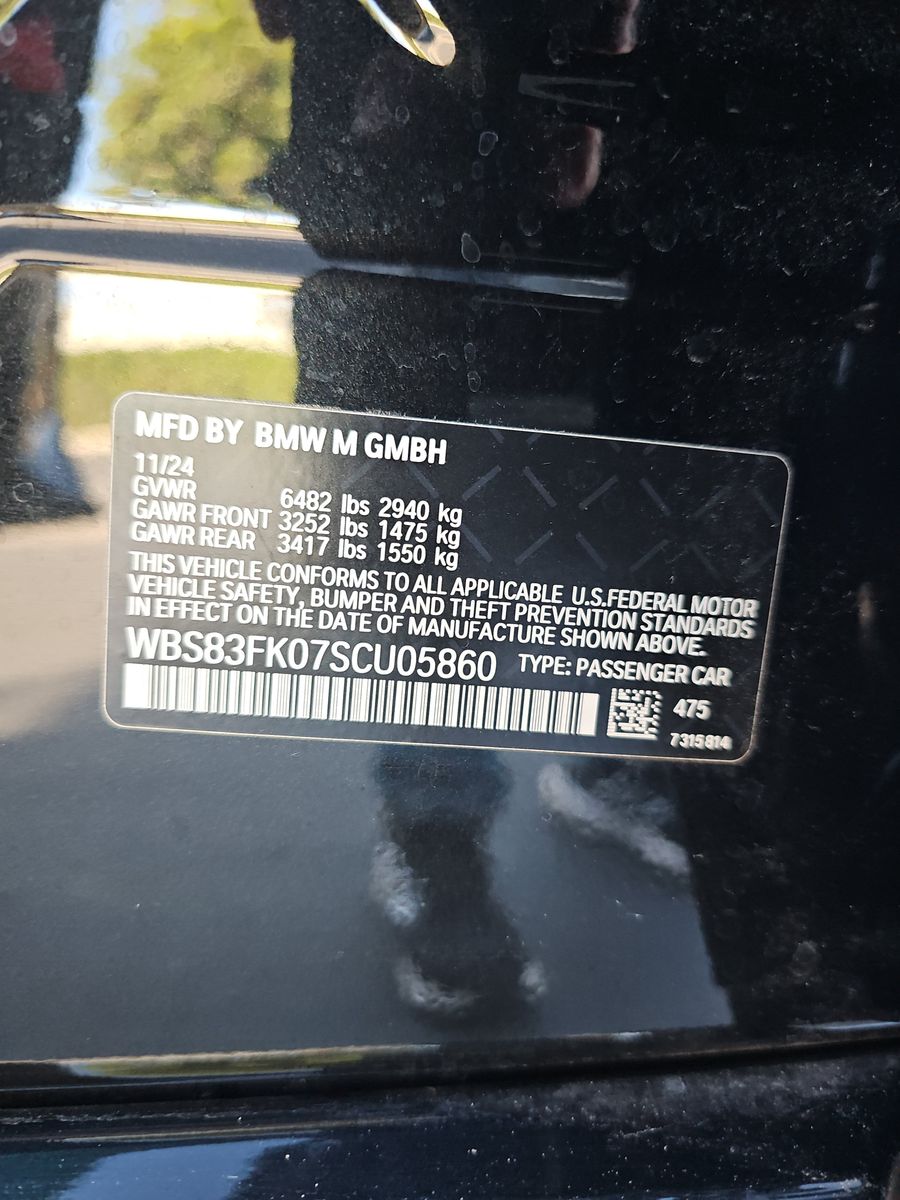 MFD BY BMW M GMBH
11/24
GVWR 6482 lbs 2940 kg
GAWR FRONT 3252 lbs 1475 kg
GAWR REAR 3417 lbs 1550 kg
THIS VEHICLE CONFORMS TO ALL APPLICABLE U.S.FEDERAL MOTOR
VEHICLE SAFETY, BUMPER AND THEFT PREVENTION STANDARDS
IN EFFECT ON THE DATE OF MANUFACTURE SHOWN ABOVE.
WBS83FK07SCU05860 TYPE: PASSENGER CAR
475
7315814